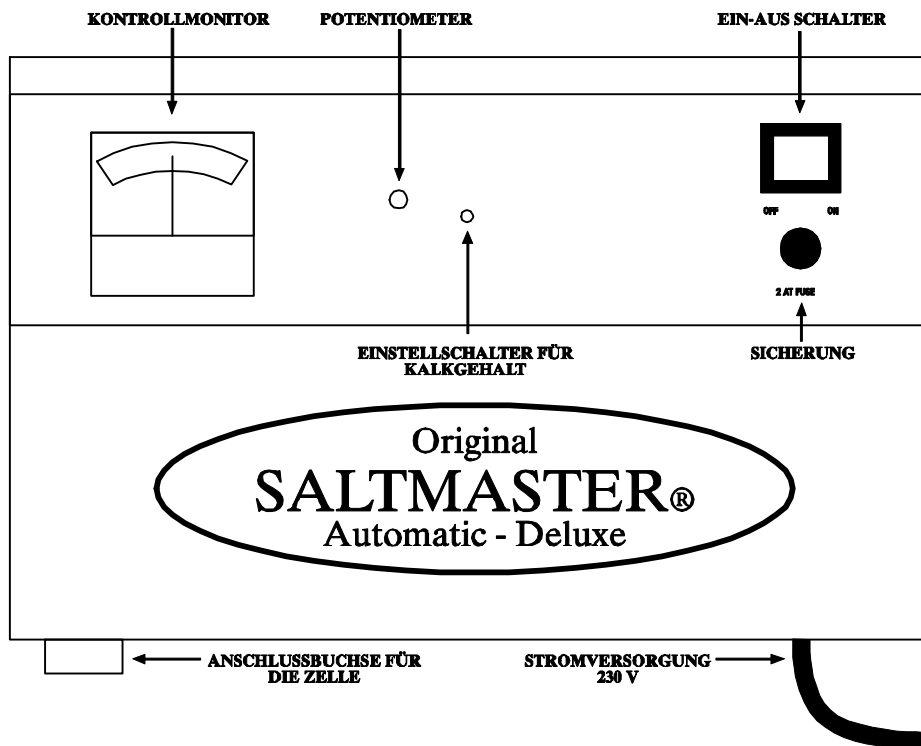 KONTROLLMONITOR
POTENTIOMETER
EIN-AUS SCHALTER
OFF
ON
2 AT FUSE
EINSTELLSCHALTER FÜR
KALKGEHALT
SICHERUNG
Original
SALTMASTER®
Automatic - Deluxe
ANSCHLUSSBUCHSE FÜR
DIE ZELLE
STROMVERSORGUNG
230 V